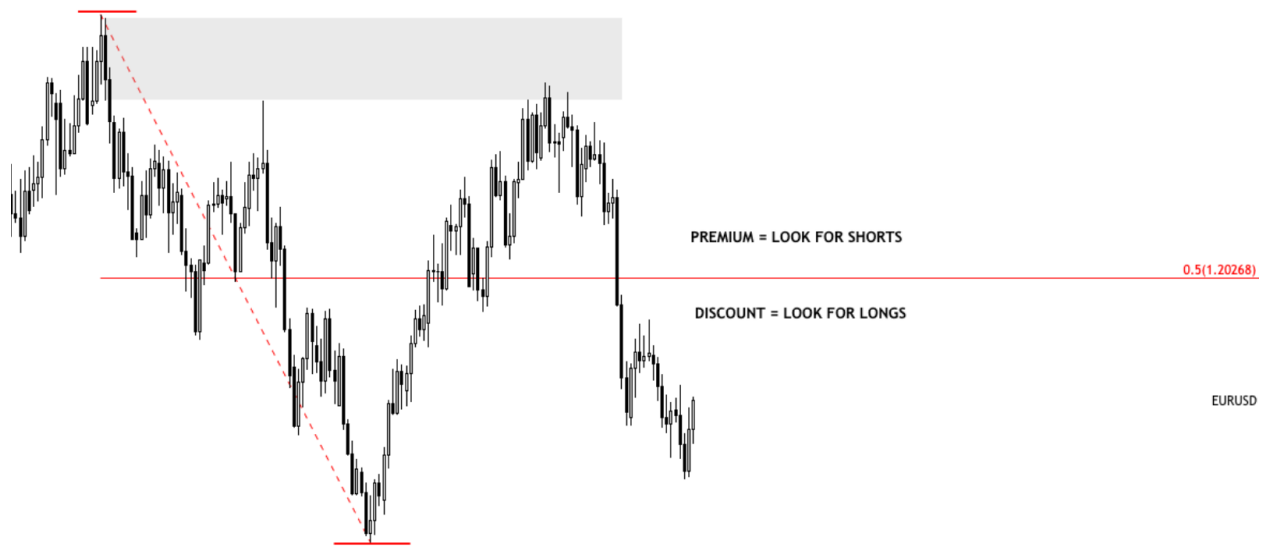 PREMIUM = LOOK FOR SHORTS
0.5(1.20268)
DISCOUNT = LOOK FOR LONGS
EURUSD